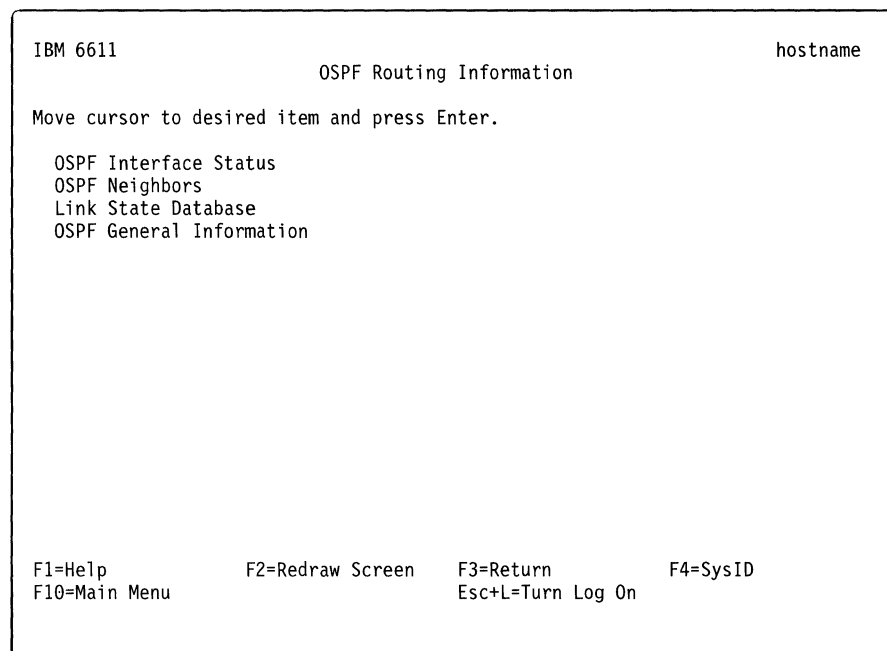 IBM 6611 hostname
OSPF Routing Information
Move cursor to desired item and press Enter.
OSPF Interface Status
OSPF Neighbors
Link State Database
OSPF General Information
F1=Help F2=Redraw Screen F3=Return F4=SysID
F10=Main Menu Esc+L=Turn Log On